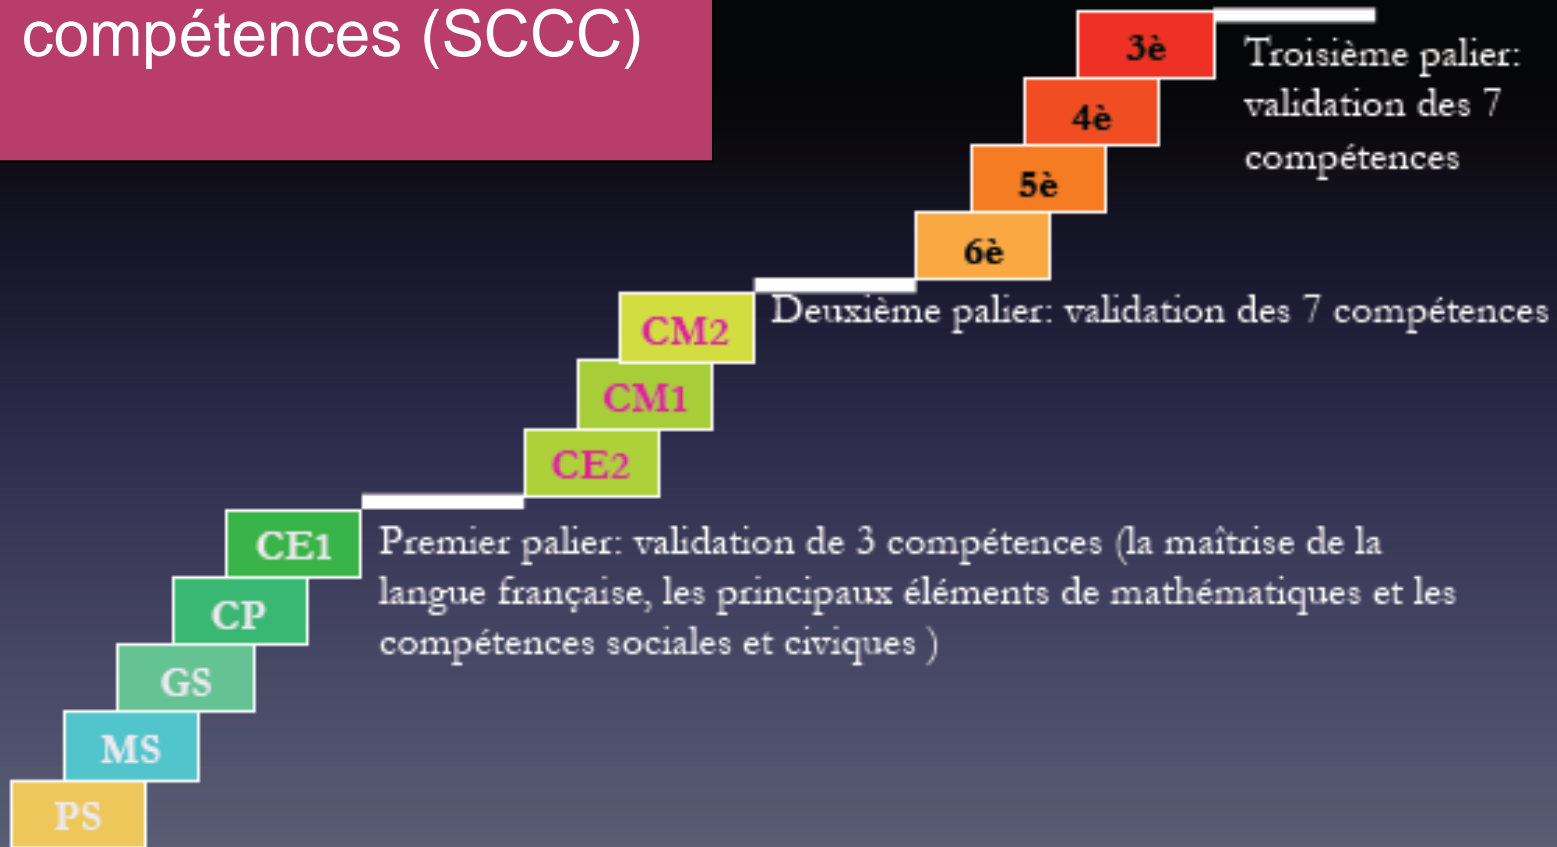 compétences (SCCC)
3è
Troisième palier:
validation des 7
compétences
4è
5è
6è
CM2
Deuxième palier: validation des 7 compétences
CM1
CE2
CE1
Premier palier: validation de 3 compétences (la maîtrise de la
langue française, les principaux éléments de mathématiques et les
compétences sociales et civiques )
CP
GS
MS
PS